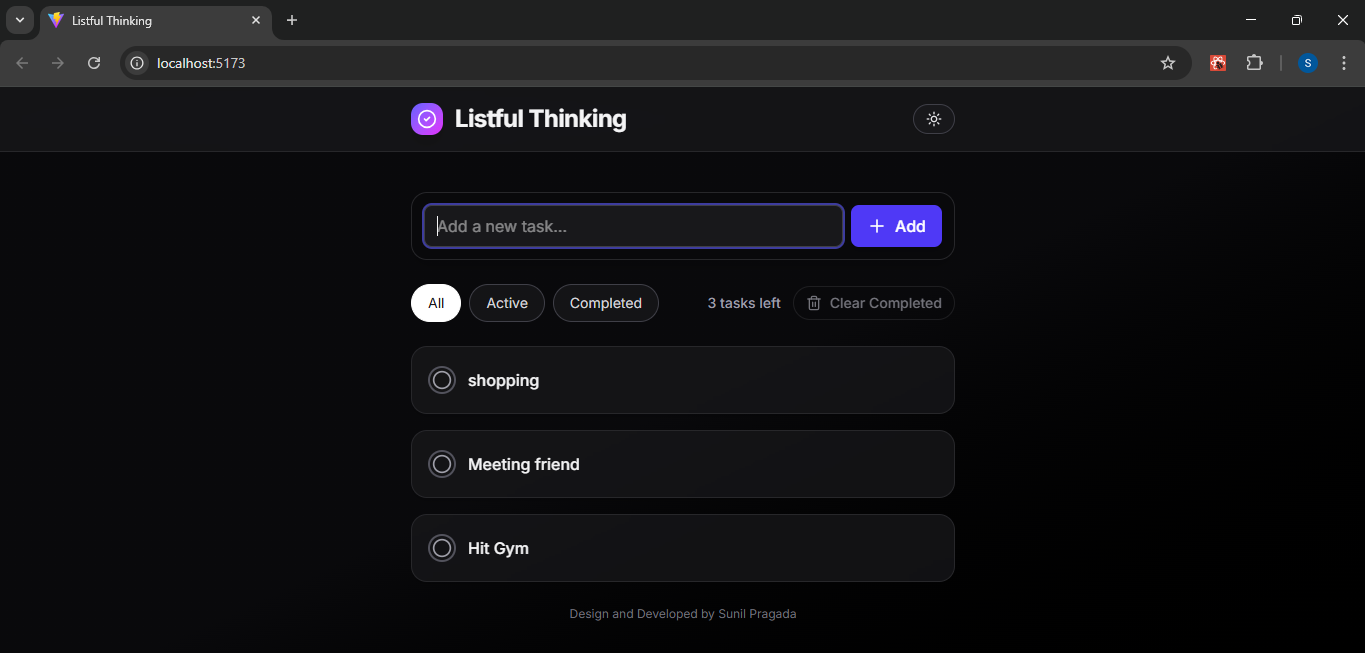 Listful Thinking
localhost:5173
S
Listful Thinking
Add a new task...
Add
All Active Completed 3 tasks left Clear Completed
shopping
Meeting friend
Hit Gym
Design and Developed by Sunil Pragada